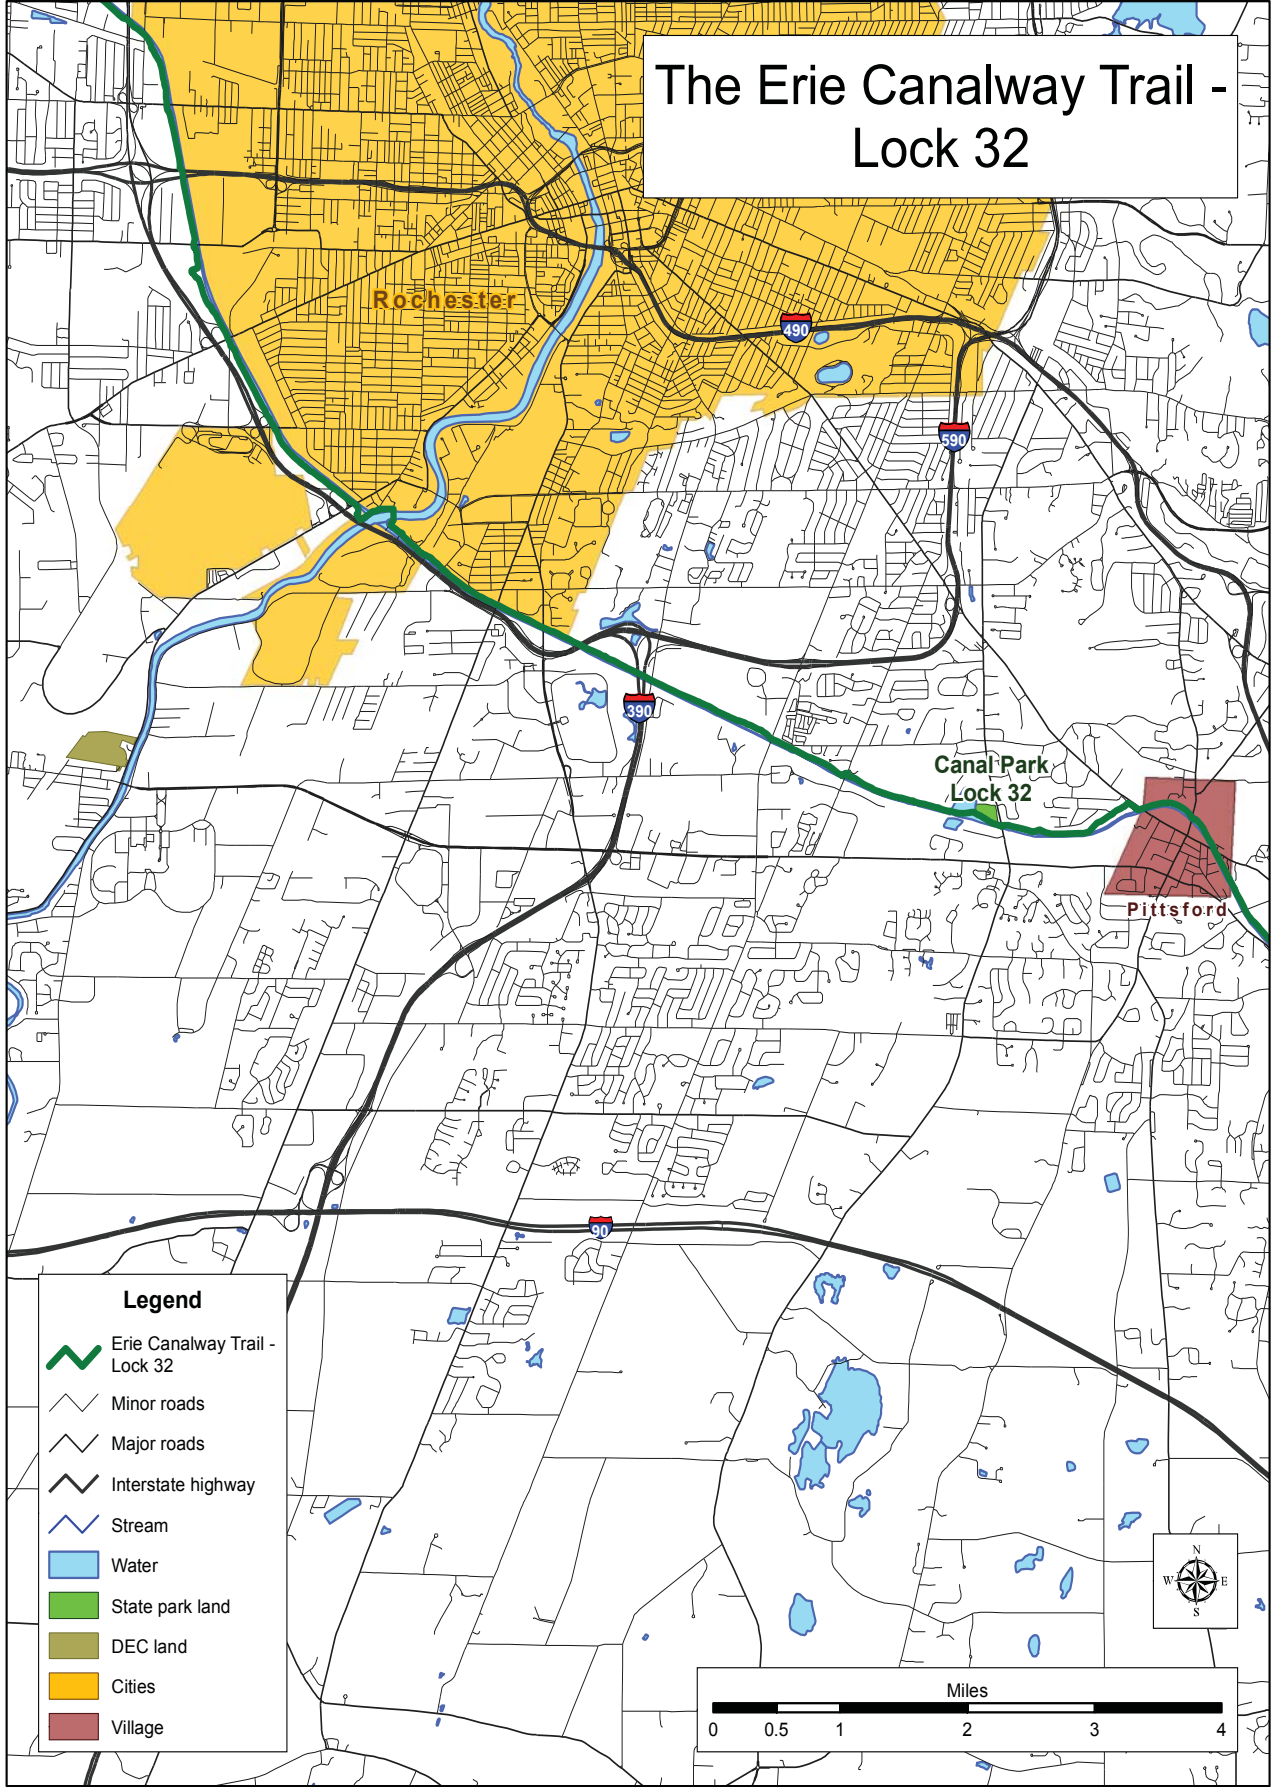 The Erie Canalway Trail -
Lock 32
Rochester
490
590
390
Canal Park
Lock 32
Pittsford
90
Legend
Erie Canalway Trail -
Lock 32
Minor roads
Major roads
Interstate highway
Stream
Water
State park land
DEC land
Cities
Village
N
W E
S
Miles
0 0.5 1 2 3 4